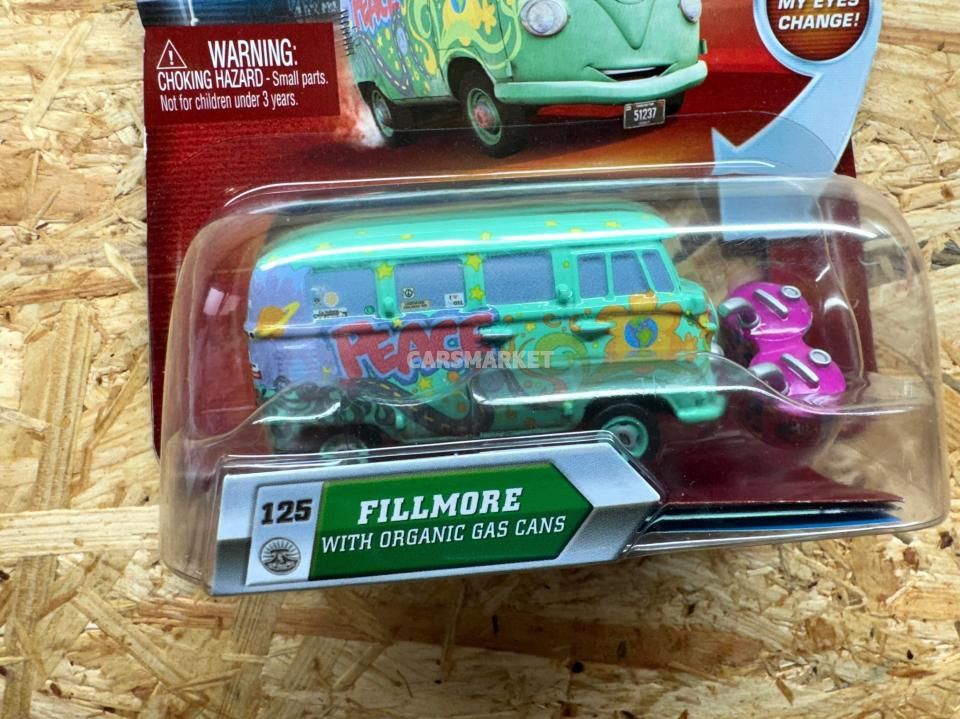 MY EYES
CHANGE!
PEACE
51237
WARNING:
CHOKING HAZARD - Small parts.
Not for children under 3 years.
PEACE
CARSMARKET
125
FILLMORE
WITH ORGANIC GAS CANS